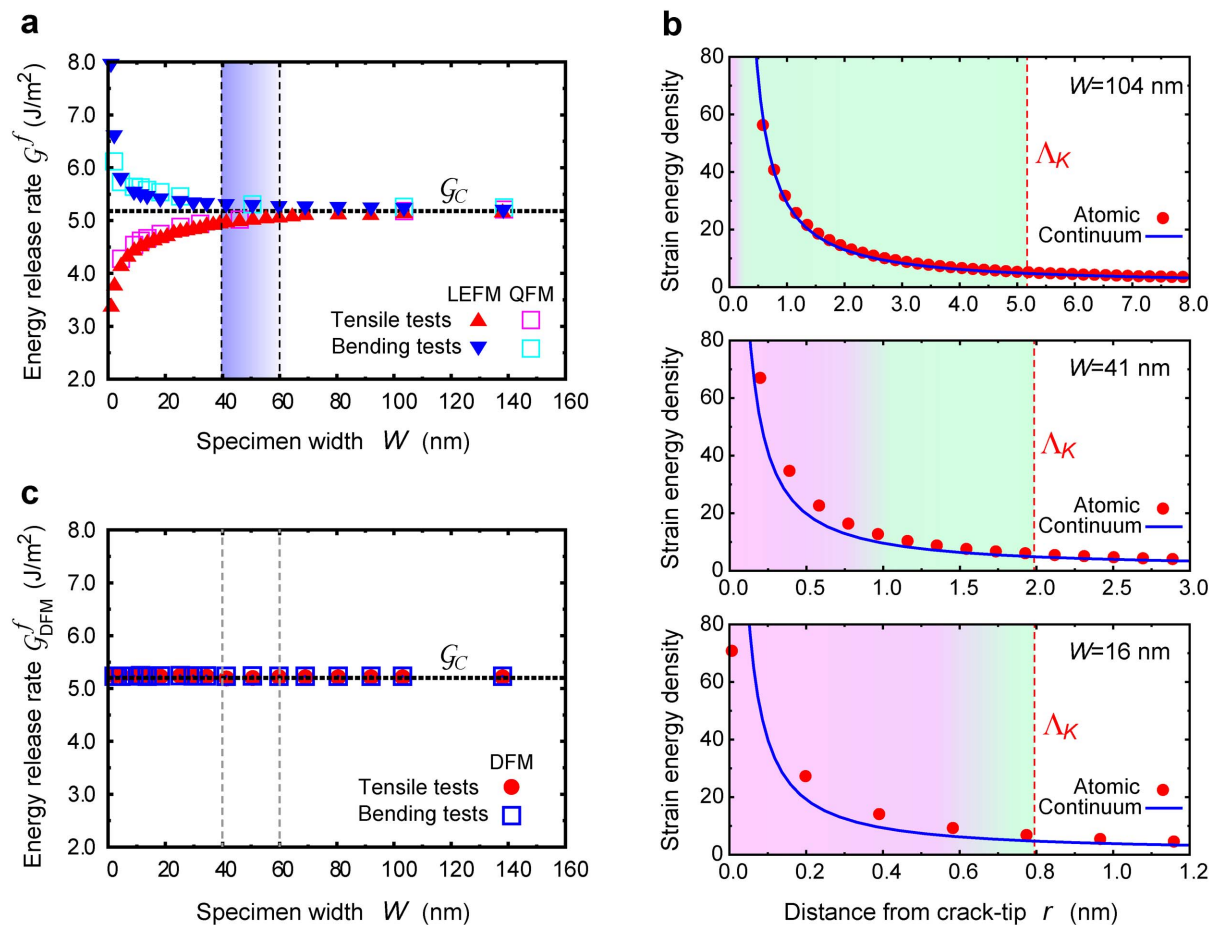 a
8.0
7.0
6.0
5.0
4.0
3.0
2.0
Energy release rate 𝒢ᶠ (J/m²)
𝒢C
LEFM QFM
Tensile tests
Bending tests
0 20 40 60 80 100 120 140 160
Specimen width W (nm)
c
8.0
7.0
6.0
5.0
4.0
3.0
2.0
Energy release rate 𝒢ᶠDFM (J/m²)
𝒢C
DFM
Tensile tests
Bending tests
0 20 40 60 80 100 120 140 160
Specimen width W (nm)
b
80
60
40
20
0
Strain energy density
W=104 nm
ΛK
Atomic
Continuum
0.0 1.0 2.0 3.0 4.0 5.0 6.0 7.0 8.0
80
60
40
20
0
Strain energy density
W=41 nm
ΛK
Atomic
Continuum
0.0 0.5 1.0 1.5 2.0 2.5 3.0
80
60
40
20
0
Strain energy density
W=16 nm
ΛK
Atomic
Continuum
0.0 0.2 0.4 0.6 0.8 1.0 1.2
Distance from crack-tip r (nm)